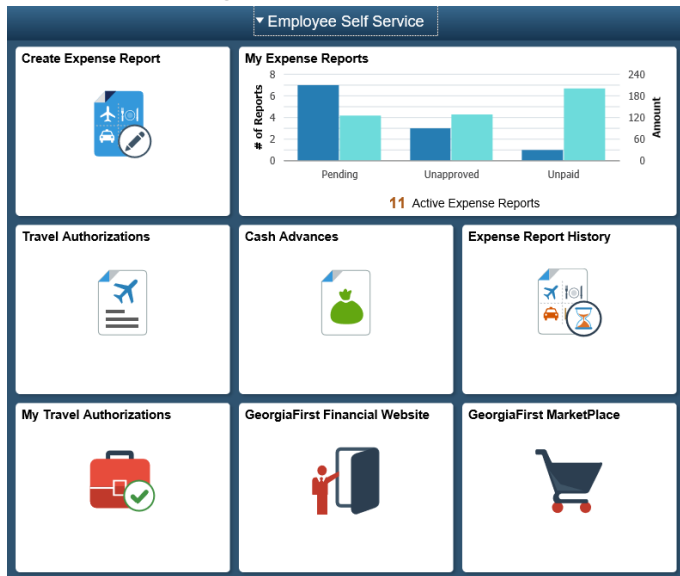 Employee Self Service
Create Expense Report
My Expense Reports
# of Reports
8
6
4
2
0
240
180
120
60
0
Amount
Pending
Unapproved
Unpaid
11 Active Expense Reports
Travel Authorizations
Cash Advances
Expense Report History
My Travel Authorizations
GeorgiaFirst Financial Website
GeorgiaFirst MarketPlace